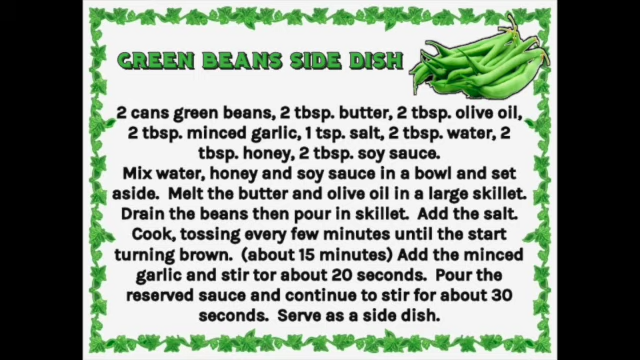 GREEN BEANS SIDE DISH
2 cans green beans, 2 tbsp. butter, 2 tbsp. olive oil,
2 tbsp. minced garlic, 1 tsp. salt, 2 tbsp. water, 2
tbsp. honey, 2 tbsp. soy sauce.
Mix water, honey and soy sauce in a bowl and set
aside. Melt the butter and olive oil in a large skillet.
Drain the beans then pour in skillet. Add the salt.
Cook, tossing every few minutes until the start
turning brown. (about 15 minutes) Add the minced
garlic and stir tor about 20 seconds. Pour the
reserved sauce and continue to stir for about 30
seconds. Serve as a side dish.